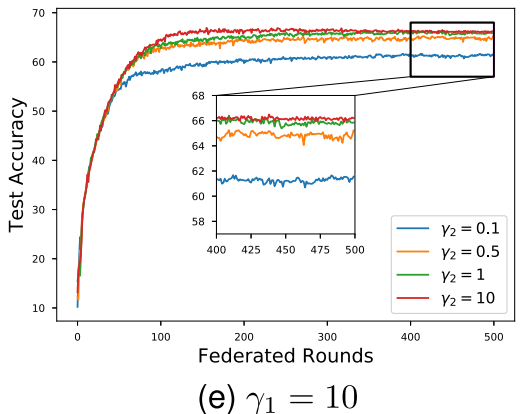 70
60
50
40
30
20
10
Test Accuracy
68
66
64
62
60
58
400 425 450 475 500
γ₂ = 0.1
γ₂ = 0.5
γ₂ = 1
γ₂ = 10
0 100 200 300 400 500
Federated Rounds
(e) γ₁ = 10